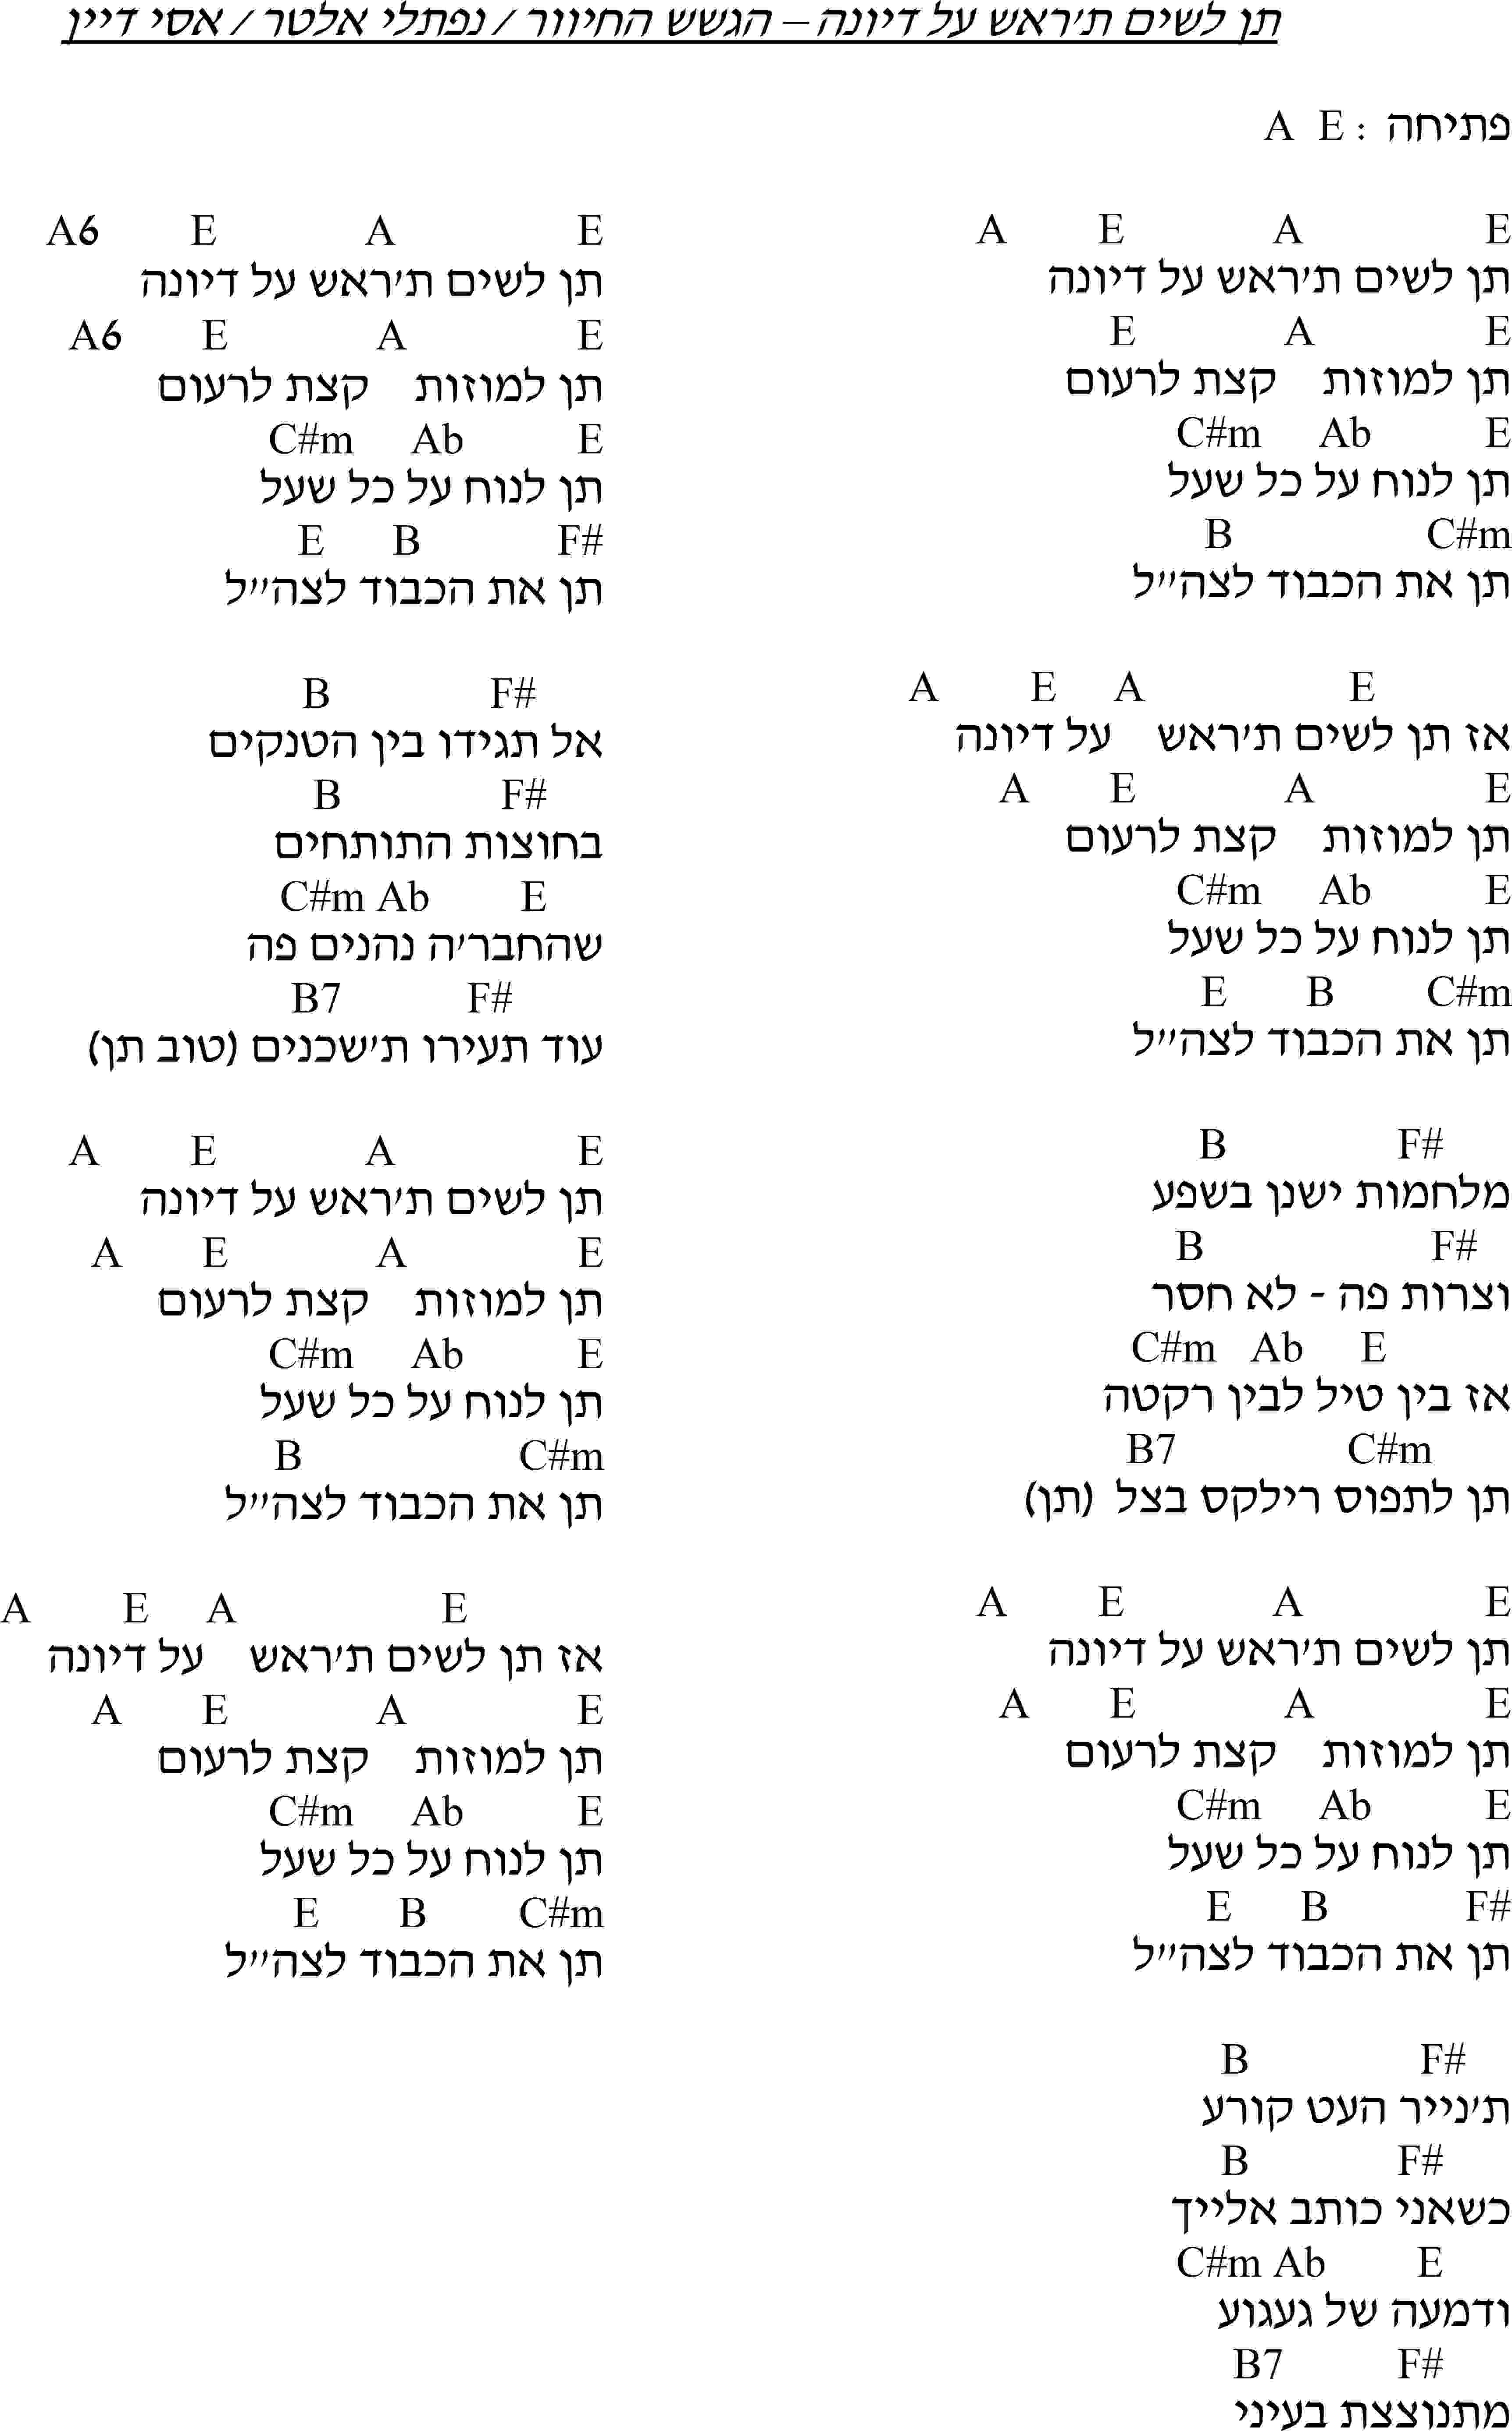 תן לשים ת'ראש על דיונה – הגשש החיוור / נפתלי אלטר / אסי דיין
פתיחה : A E
A E A E
תן לשים ת'ראש על דיונה
E A E
תן למוזות קצת לרעום
C#m Ab E
תן לנוח על כל שעל
B C#m
תן את הכבוד לצה"ל
A E A E
אז תן לשים ת'ראש על דיונה
A E A E
תן למוזות קצת לרעום
C#m Ab E
תן לנוח על כל שעל
E B C#m
תן את הכבוד לצה"ל
B F#
מלחמות ישנן בשפע
B F#
וצרות פה - לא חסר
C#m Ab E
אז בין טיל לבין רקטה
B7 C#m
תן לתפוס רילקס בצל (תן)
A E A E
תן לשים ת'ראש על דיונה
A E A E
תן למוזות קצת לרעום
C#m Ab E
תן לנוח על כל שעל
E B F#
תן את הכבוד לצה"ל
B F#
ת'נייר העט קורע
B F#
כשאני כותב אלייך
C#m Ab E
ודמעה של געגוע
B7 F#
מתנוצצת בעיני
A6 E A E
תן לשים ת'ראש על דיונה
A6 E A E
תן למוזות קצת לרעום
C#m Ab E
תן לנוח על כל שעל
E B F#
תן את הכבוד לצה"ל
B F#
אל תגידו בין הטנקים
B F#
בחוצות התותחים
C#m Ab E
שהחבר'ה נהנים פה
B7 F#
עוד תעירו ת'שכנים (טוב תן)
A E A E
תן לשים ת'ראש על דיונה
A E A E
תן למוזות קצת לרעום
C#m Ab E
תן לנוח על כל שעל
B C#m
תן את הכבוד לצה"ל
A E A E
אז תן לשים ת'ראש על דיונה
A E A E
תן למוזות קצת לרעום
C#m Ab E
תן לנוח על כל שעל
E B C#m
תן את הכבוד לצה"ל